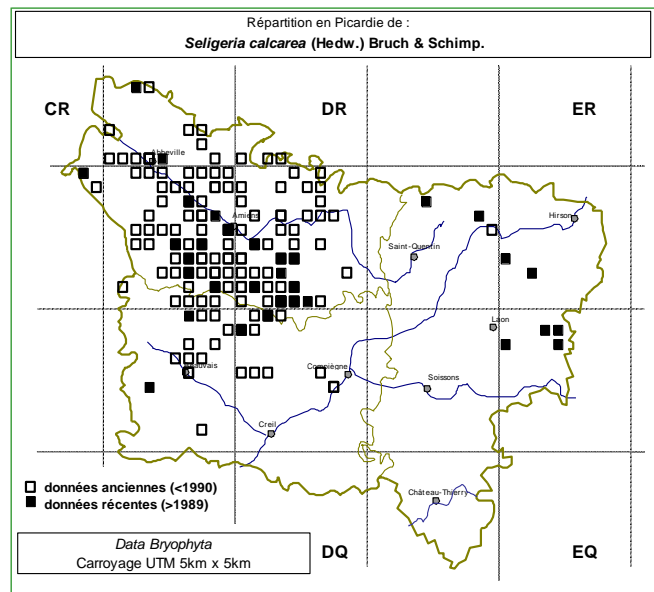 Répartition en Picardie de :
Seligeria calcarea (Hedw.) Bruch & Schimp.
CR DR ER
Abbeville
Amiens
Hirson
Saint-Quentin
Laon
Beauvais
Compiègne
Soissons
Creil
données anciennes (<1990)
données récentes (>1989)
Château-Thierry
Data Bryophyta
Carroyage UTM 5km x 5km
DQ EQ